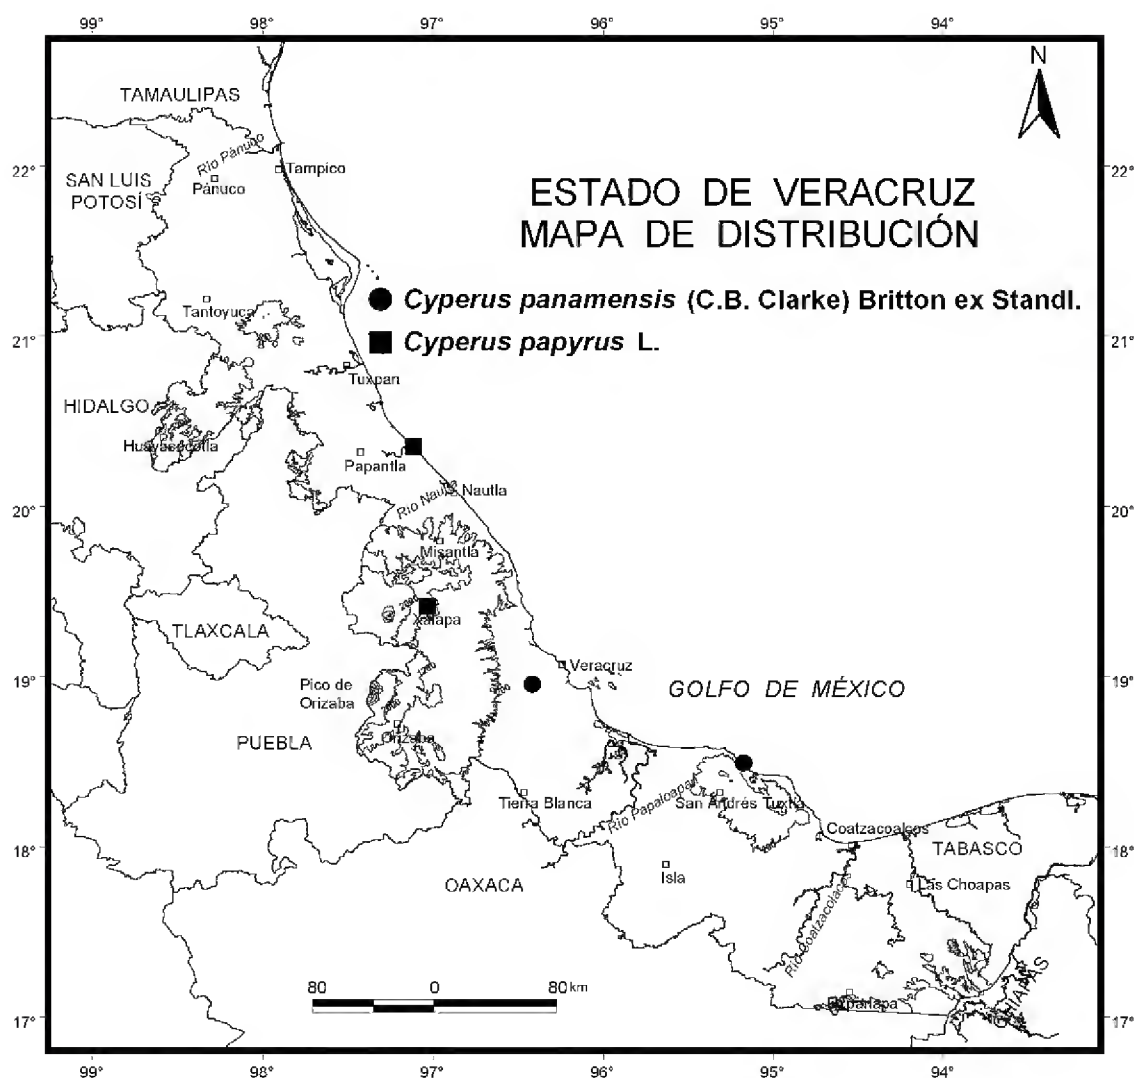 99° 98° 97° 96° 95° 94°
N
TAMAULIPAS
Río Pánuco
22° Tampico 22°
SAN LUIS
POTOSÍ
Pánuco
ESTADO DE VERACRUZ
MAPA DE DISTRIBUCIÓN
Cyperus panamensis (C.B. Clarke) Britton ex Standl.
Tantoyuca
21° 21°
Cyperus papyrus L.
Tuxpan
HIDALGO
Huayacocotla
Papantla
Nautla
Río Nautla
20° 20°
Misantla
Xalapa
TLAXCALA
Veracruz
19° 19°
Pico de
Orizaba
GOLFO DE MÉXICO
PUEBLA
Orizaba
Tierra Blanca
Río Papaloapan
San Andrés Tuxtla
Coatzacoalcos
18° 18°
TABASCO
OAXACA
Isla
Las Choapas
Río Coatzacoalcos
CHIAPAS
80 0 80 km
17° 17°
99° 98° 97° 96° 95° 94°